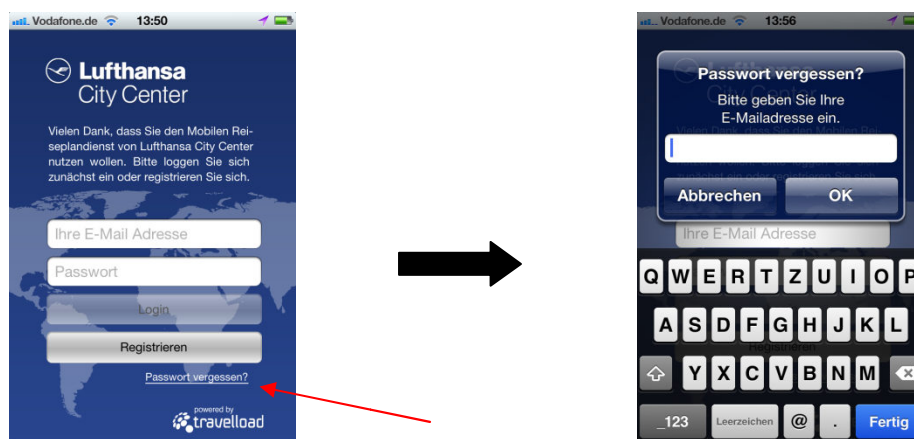 Vodafone.de 13:50
Lufthansa
City Center
Vielen Dank, dass Sie den Mobilen Rei-
seplandienst von Lufthansa City Center
nutzen wollen. Bitte loggen Sie sich
zunächst ein oder registrieren Sie sich.
Ihre E-Mail Adresse
Passwort
Login
Registrieren
Passwort vergessen?
powered by
travelload
Vodafone.de 13:56
Passwort vergessen?
Bitte geben Sie Ihre
E-Mailadresse ein.
Abbrechen OK
Ihre E-Mail Adresse
Q W E R T Z U I O P
A S D F G H J K L
Registrieren
Y X C V B N M
_123 Leerzeichen @ . Fertig